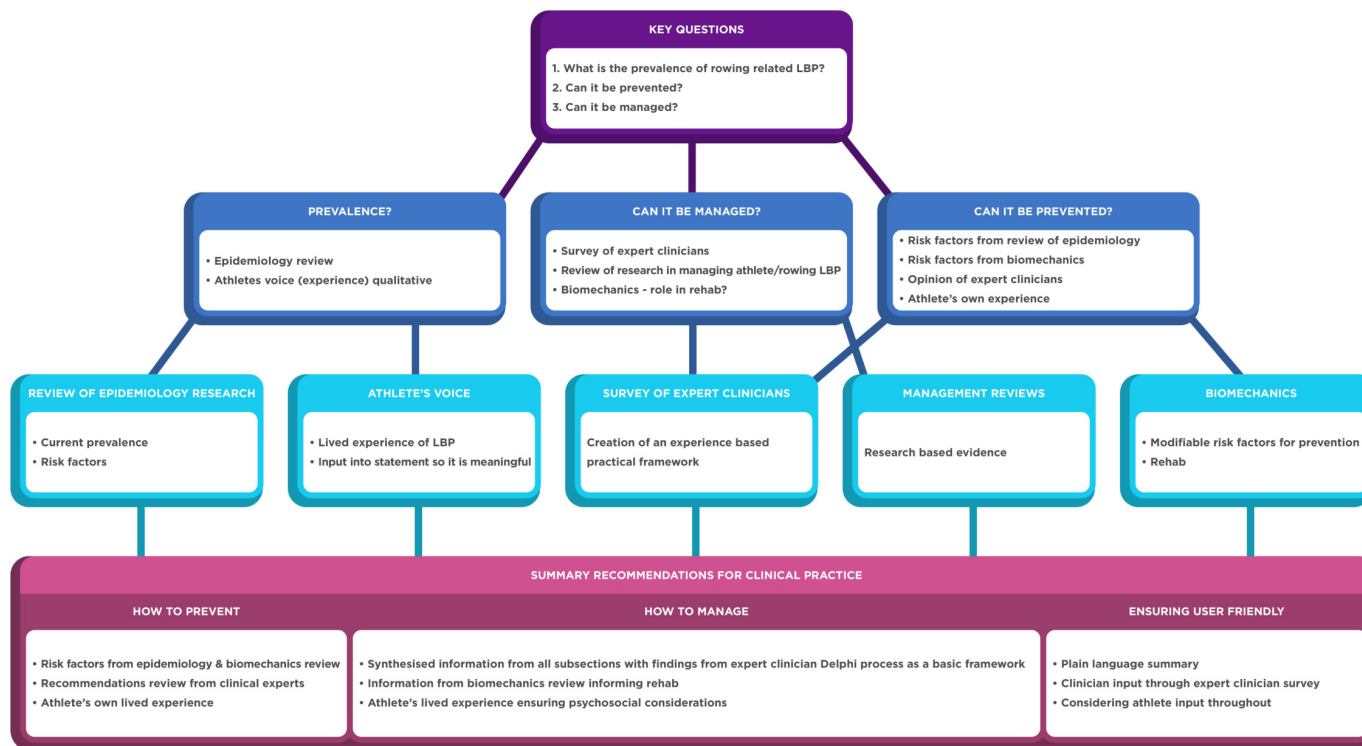 KEY QUESTIONS
1. What is the prevalence of rowing related LBP?
2. Can it be prevented?
3. Can it be managed?
PREVALENCE?
• Epidemiology review
• Athletes voice (experience) qualitative
CAN IT BE MANAGED?
• Survey of expert clinicians
• Review of research in managing athlete/rowing LBP
• Biomechanics - role in rehab?
CAN IT BE PREVENTED?
• Risk factors from review of epidemiology
• Risk factors from biomechanics
• Opinion of expert clinicians
• Athlete's own experience
REVIEW OF EPIDEMIOLOGY RESEARCH
• Current prevalence
• Risk factors
ATHLETE'S VOICE
• Lived experience of LBP
• Input into statement so it is meaningful
SURVEY OF EXPERT CLINICIANS
Creation of an experience based
practical framework
MANAGEMENT REVIEWS
Research based evidence
BIOMECHANICS
• Modifiable risk factors for prevention
• Rehab
SUMMARY RECOMMENDATIONS FOR CLINICAL PRACTICE
HOW TO PREVENT
• Risk factors from epidemiology & biomechanics review
• Recommendations review from clinical experts
• Athlete's own lived experience
HOW TO MANAGE
• Synthesised information from all subsections with findings from expert clinician Delphi process as a basic framework
• Information from biomechanics review informing rehab
• Athlete's lived experience ensuring psychosocial considerations
ENSURING USER FRIENDLY
• Plain language summary
• Clinician input through expert clinician survey
• Considering athlete input throughout